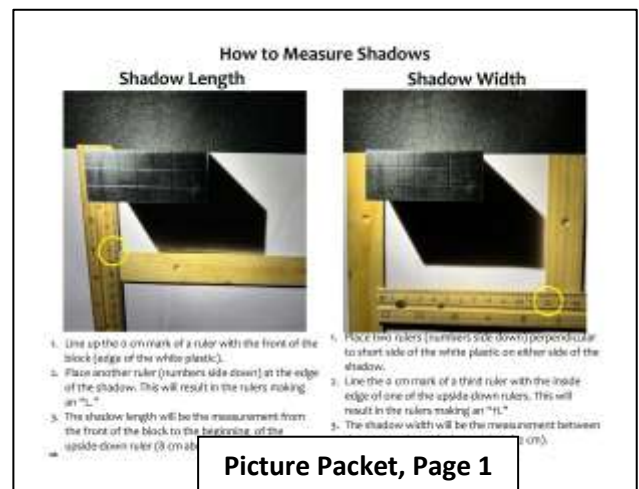 How to Measure Shadows
Shadow Length
Shadow Width
1. Line up the 0 cm mark of a ruler with the front of the
block (edge of the white plastic).
2. Place another ruler (numbers side down) at the edge
of the shadow. This will result in the rulers making
an "L."
3. The shadow length will be the measurement from
the front of the block to the beginning of the
upside down ruler (8 cm
1. Place two rulers (numbers side down) perpendicular
to short side of the white plastic on either side of the
shadow.
2. Line the 0 cm mark of a third ruler with the inside
edge of one of the upside down rulers. This will
result in the rulers making an
3. The shadow width will be the measurement between
cm).
Picture Packet, Page 1